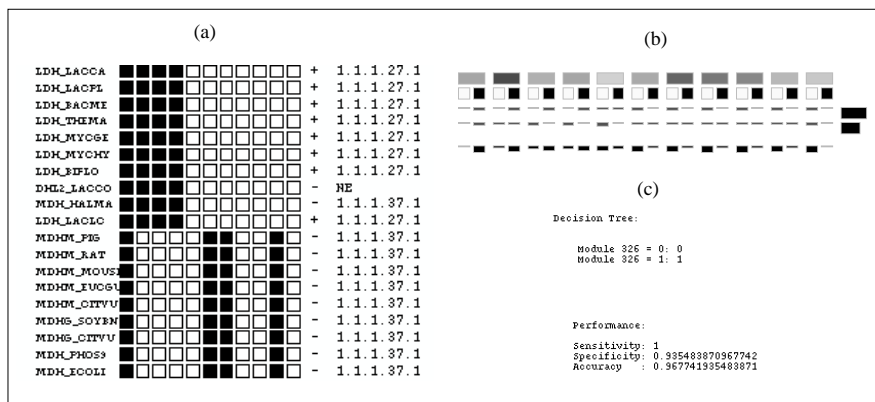 (a)
LDH_LACCA + 1.1.1.27.1
LDH_LACPL + 1.1.1.27.1
LDH_BACME + 1.1.1.27.1
LDH_THEMA + 1.1.1.27.1
LDH_MYCGE + 1.1.1.27.1
LDH_MYCHY + 1.1.1.27.1
LDH_BIFLO + 1.1.1.27.1
DHL2_LACCO - NE
MDH_HALMA - 1.1.1.37.1
LDH_LACLC + 1.1.1.27.1
MDHM_PIG - 1.1.1.37.1
MDHM_RAT - 1.1.1.37.1
MDHM_MOUSE - 1.1.1.37.1
MDHM_EUCGU - 1.1.1.37.1
MDHM_CITVU - 1.1.1.37.1
MDHG_SOYBN - 1.1.1.37.1
MDHG_CITVU - 1.1.1.37.1
MDH_PHOS9 - 1.1.1.37.1
MDH_ECOLI - 1.1.1.37.1
(b)
(c)
Decision Tree:
Module 326 = 0: 0
Module 326 = 1: 1
Performance:
Sensitivity: 1
Specificity: 0.935483870967742
Accuracy : 0.967741935483871